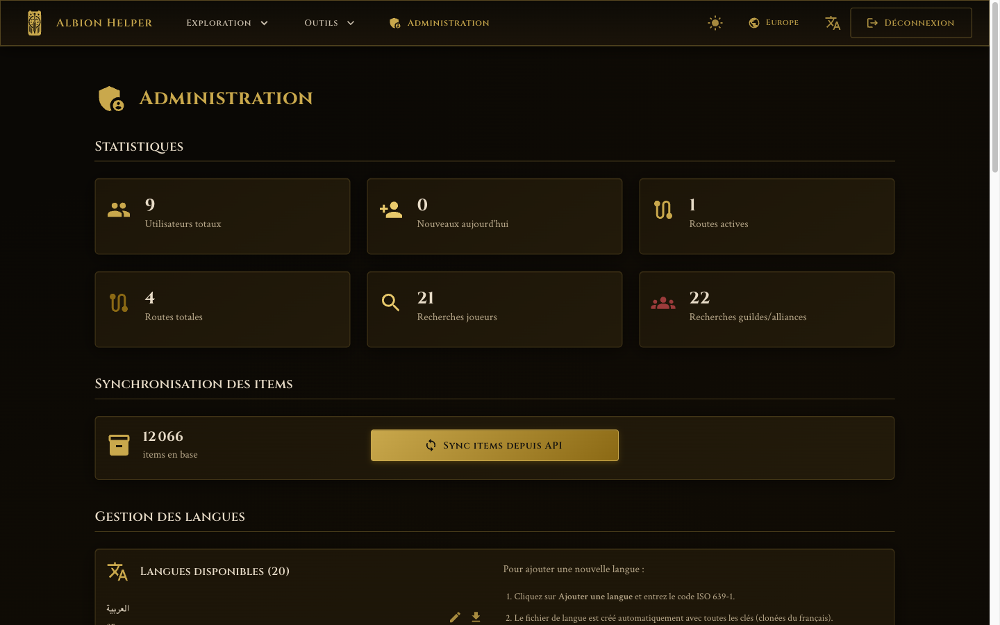 Albion Helper
Exploration
Outils
Administration
Europe
Déconnexion
Administration
Statistiques
9
Utilisateurs totaux
0
Nouveaux aujourd'hui
1
Routes actives
4
Routes totales
21
Recherches joueurs
22
Recherches guildes/alliances
Synchronisation des items
12 066
items en base
Sync items depuis API
Gestion des langues
Langues disponibles (20)
العربية
Pour ajouter une nouvelle langue :
1. Cliquez sur Ajouter une langue et entrez le code ISO 639-1.
2. Le fichier de langue est créé automatiquement avec toutes les clés (clonées du français).